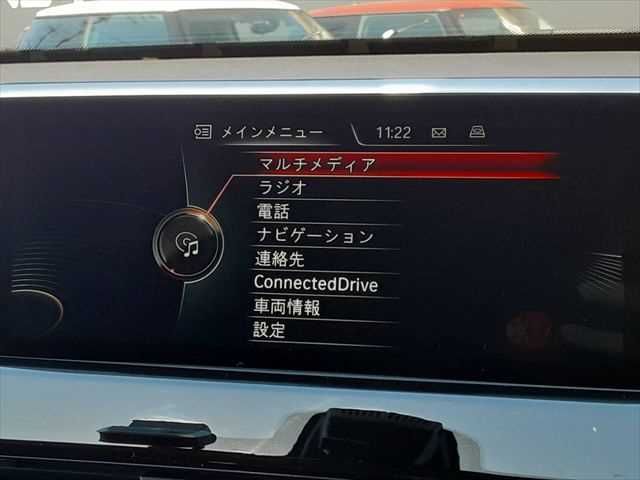 メインメニュー 11:22
マルチメディア
ラジオ
電話
ナビゲーション
連絡先
ConnectedDrive
車両情報
設定